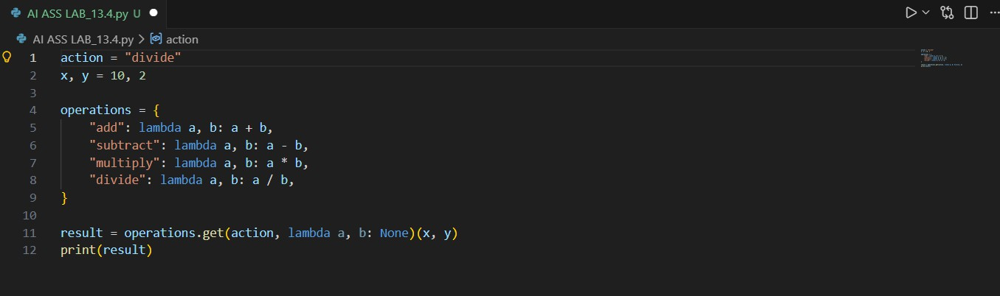 AI ASS LAB_13.4.py U
AI ASS LAB_13.4.py > action
1 action = "divide"
2 x, y = 10, 2
3
4 operations = {
5     "add": lambda a, b: a + b,
6     "subtract": lambda a, b: a - b,
7     "multiply": lambda a, b: a * b,
8     "divide": lambda a, b: a / b,
9 }
10
11 result = operations.get(action, lambda a, b: None)(x, y)
12 print(result)